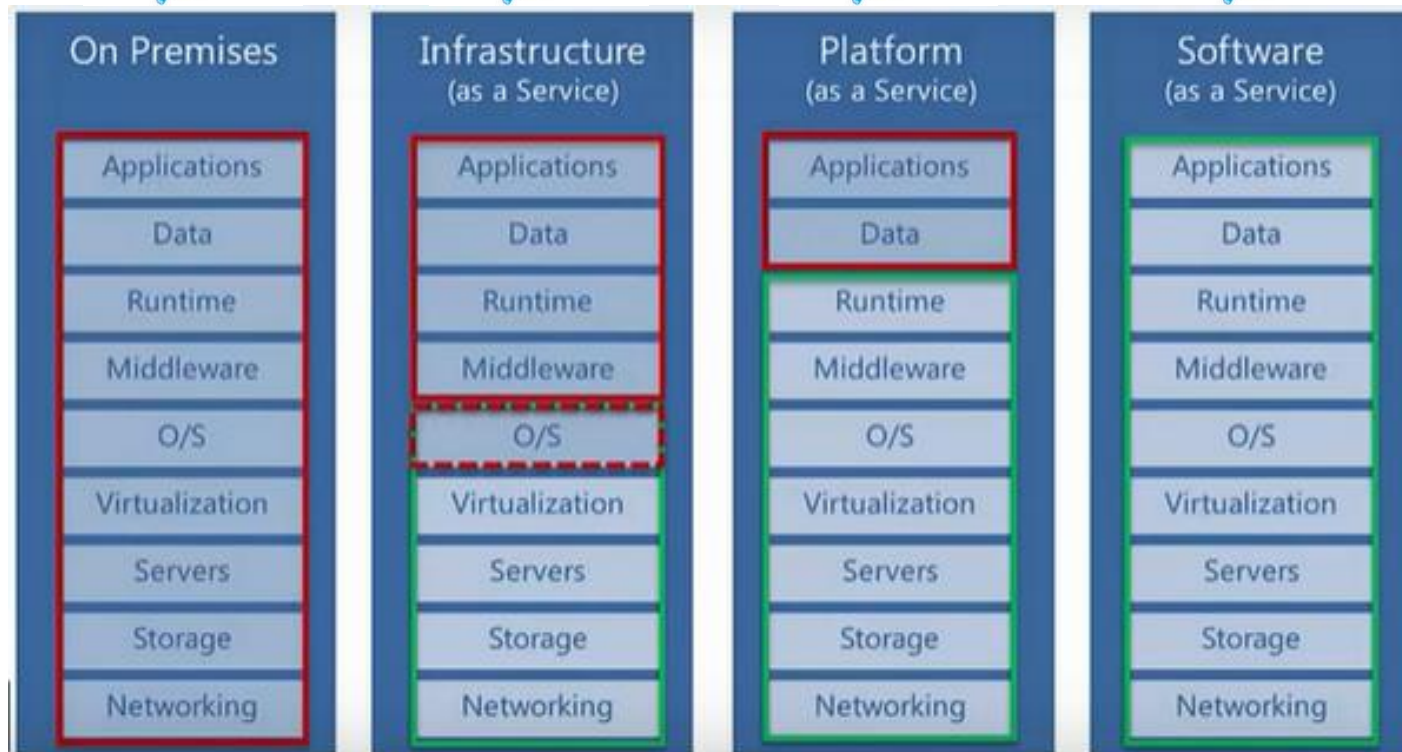 On Premises
Applications
Data
Runtime
Middleware
O/S
Virtualization
Servers
Storage
Networking
Infrastructure
(as a Service)
Applications
Data
Runtime
Middleware
O/S
Virtualization
Servers
Storage
Networking
Platform
(as a Service)
Applications
Data
Runtime
Middleware
O/S
Virtualization
Servers
Storage
Networking
Software
(as a Service)
Applications
Data
Runtime
Middleware
O/S
Virtualization
Servers
Storage
Networking